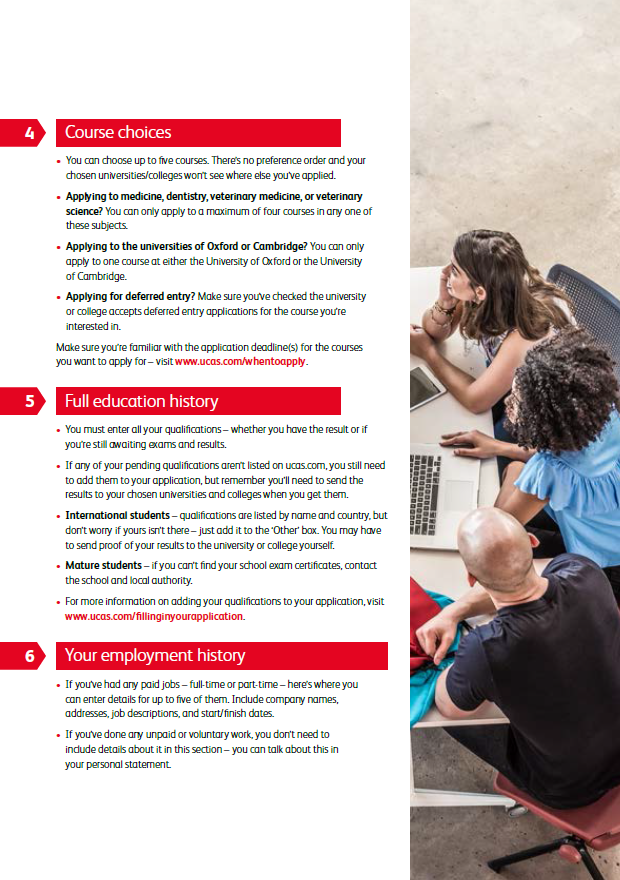 4 Course choices
• You can choose up to five courses. There's no preference order and your
chosen universities/colleges won't see where else you've applied.
• Applying to medicine, dentistry, veterinary medicine, or veterinary
science? You can only apply to a maximum of four courses in any one of
these subjects.
• Applying to the universities of Oxford or Cambridge? You can only
apply to one course at either the University of Oxford or the University
of Cambridge.
• Applying for deferred entry? Make sure you've checked the university
or college accepts deferred entry applications for the course you're
interested in.
Make sure you're familiar with the application deadline(s) for the courses
you want to apply for – visit www.ucas.com/whentoapply.
5 Full education history
• You must enter all your qualifications – whether you have the result or if
you're still awaiting exams and results.
• If any of your pending qualifications aren't listed on ucas.com, you still need
to add them to your application, but remember you'll need to send the
results to your chosen universities and colleges when you get them.
• International students – qualifications are listed by name and country, but
don't worry if yours isn't there – just add it to the 'Other' box. You may have
to send proof of your results to the university or college yourself.
• Mature students – if you can't find your school exam certificates, contact
the school and local authority.
• For more information on adding your qualifications to your application, visit
www.ucas.com/fillinginyourapplication.
6 Your employment history
• If you've had any paid jobs – full-time or part-time – here's where you
can enter details for up to five of them. Include company names,
addresses, job descriptions, and start/finish dates.
• If you've done any unpaid or voluntary work, you don't need to
include details about it in this section – you can talk about this in
your personal statement.